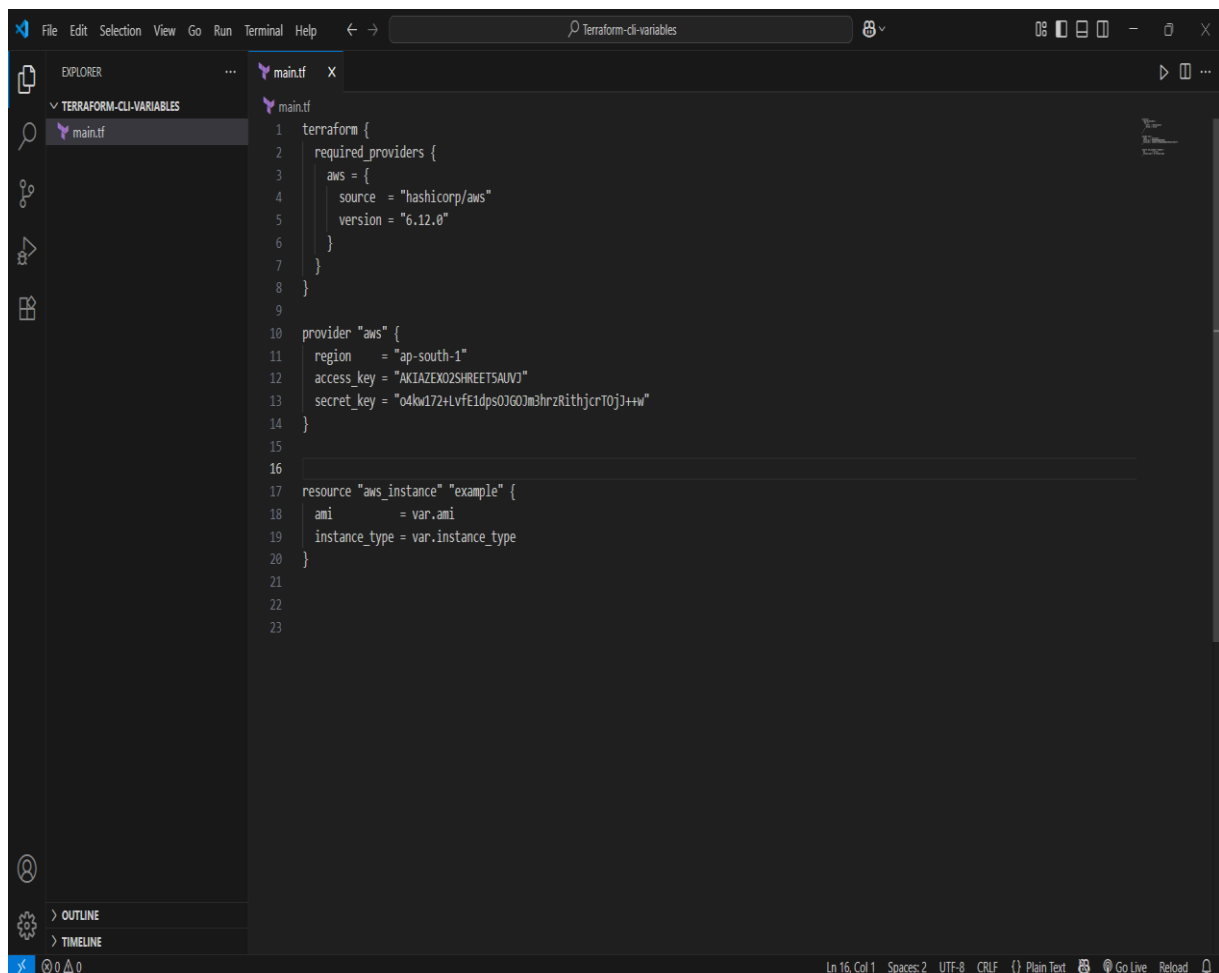 File Edit Selection View Go Run Terminal Help
Terraform-cli-variables
EXPLORER
TERRAFORM-CLI-VARIABLES
main.tf
OUTLINE
TIMELINE
main.tf X
main.tf
1 terraform {
2   required_providers {
3     aws = {
4       source  = "hashicorp/aws"
5       version = "6.12.0"
6     }
7   }
8 }
9
10 provider "aws" {
11   region     = "ap-south-1"
12   access_key = "AKIAZEXO2SHREET5AUVJ"
13   secret_key = "o4kw172+LvfE1dpsOJGOJm3hrzRithjcrTOjJ++w"
14 }
15
16
17 resource "aws_instance" "example" {
18   ami           = var.ami
19   instance_type = var.instance_type
20 }
21
22
23
0 0
Ln 16, Col 1 Spaces: 2 UTF-8 CRLF {} Plain Text Go Live Reload